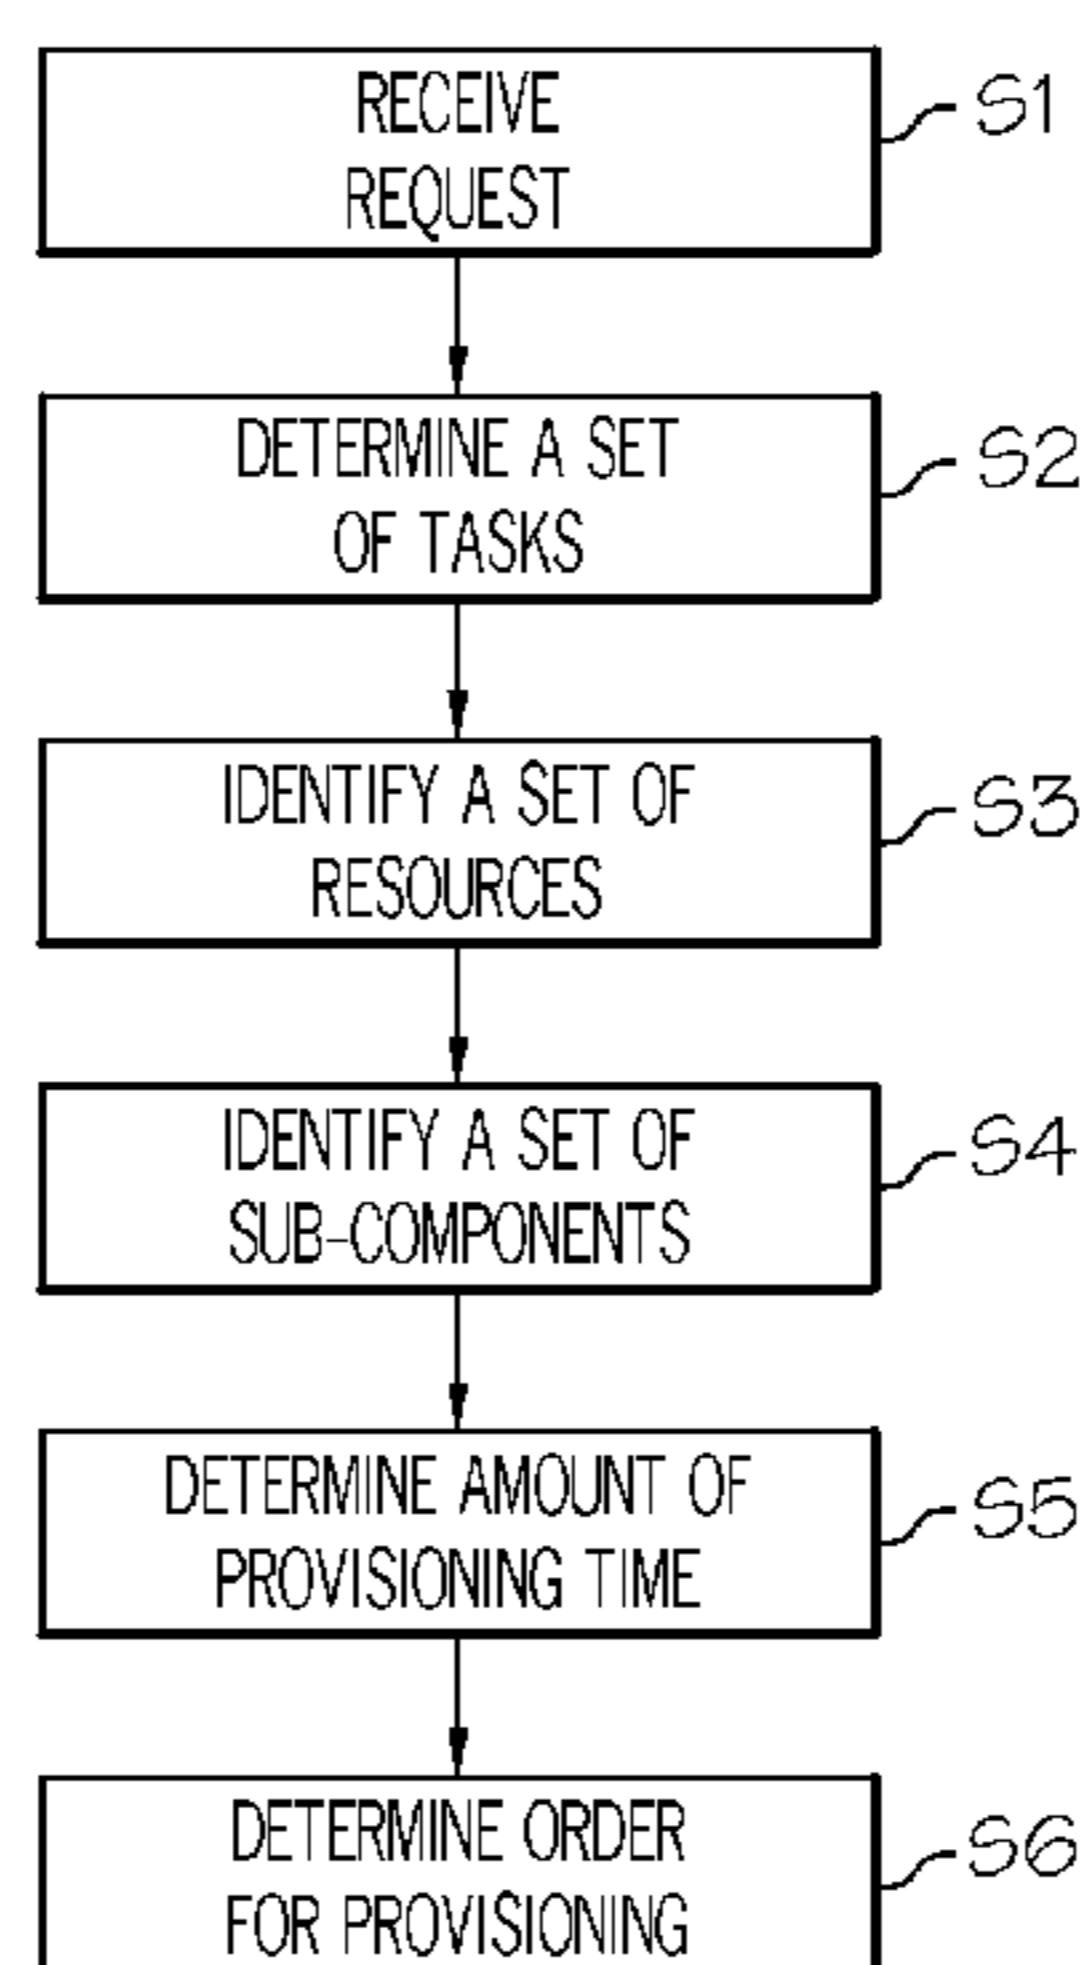 RECEIVE
REQUEST
S1
DETERMINE A SET
OF TASKS
S2
IDENTIFY A SET OF
RESOURCES
S3
IDENTIFY A SET OF
SUB-COMPONENTS
S4
DETERMINE AMOUNT OF
PROVISIONING TIME
S5
DETERMINE ORDER
FOR PROVISIONING
S6